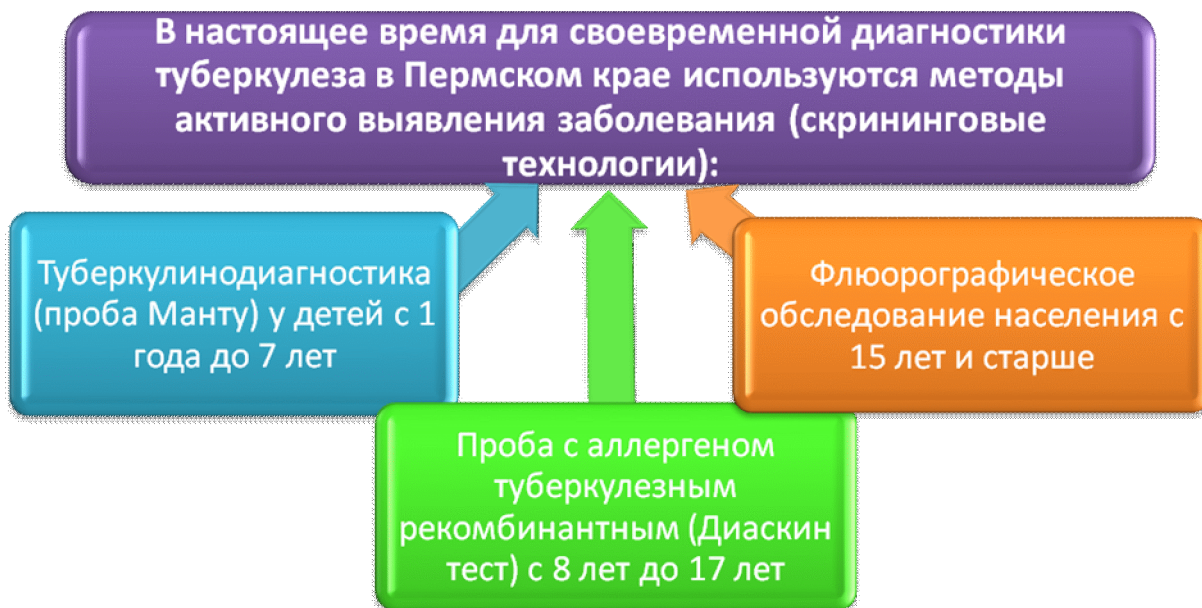 В настоящее время для своевременной диагностики
туберкулеза в Пермском крае используются методы
активного выявления заболевания (скрининговые
технологии):
Туберкулинодиагностика
(проба Манту) у детей с 1
года до 7 лет
Флюорографическое
обследование населения с
15 лет и старше
Проба с аллергеном
туберкулезным
рекомбинантным (Диаскин
тест) с 8 лет до 17 лет